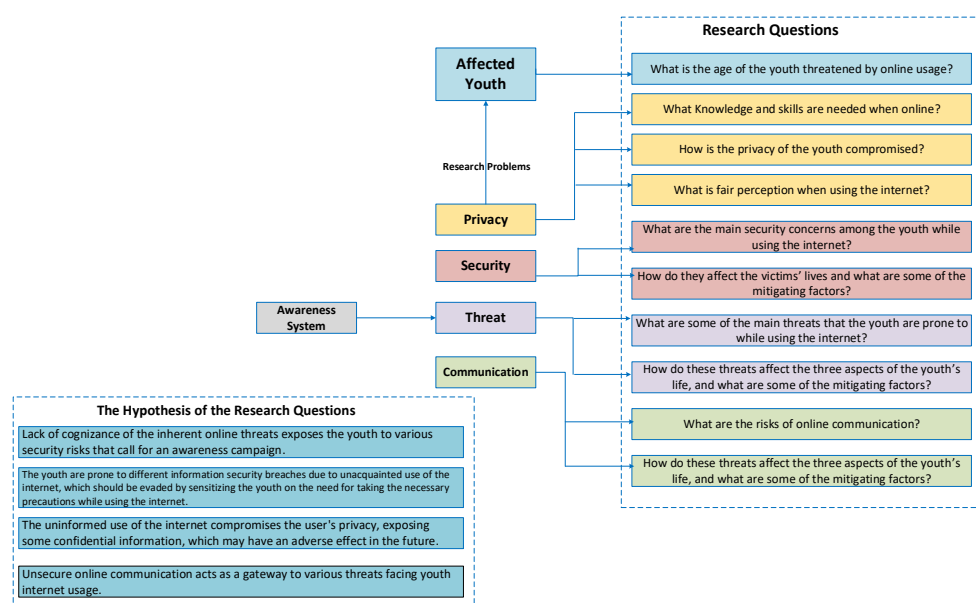 Research Questions
Affected
Youth
What is the age of the youth threatened by online usage?
What Knowledge and skills are needed when online?
How is the privacy of the youth compromised?
Research Problems
What is fair perception when using the internet?
Privacy
What are the main security concerns among the youth while
using the internet?
Security
How do they affect the victims’ lives and what are some of the
mitigating factors?
Awareness
System
Threat
What are some of the main threats that the youth are prone to
while using the internet?
Communication
How do these threats affect the three aspects of the youth’s
life, and what are some of the mitigating factors?
What are the risks of online communication?
How do these threats affect the three aspects of the youth’s
life, and what are some of the mitigating factors?
The Hypothesis of the Research Questions
Lack of cognizance of the inherent online threats exposes the youth to various
security risks that call for an awareness campaign.
The youth are prone to different information security breaches due to unacquainted use of the
internet, which should be evaded by sensitizing the youth on the need for taking the necessary
precautions while using the internet.
The uninformed use of the internet compromises the user's privacy, exposing
some confidential information, which may have an adverse effect in the future.
Unsecure online communication acts as a gateway to various threats facing youth
internet usage.